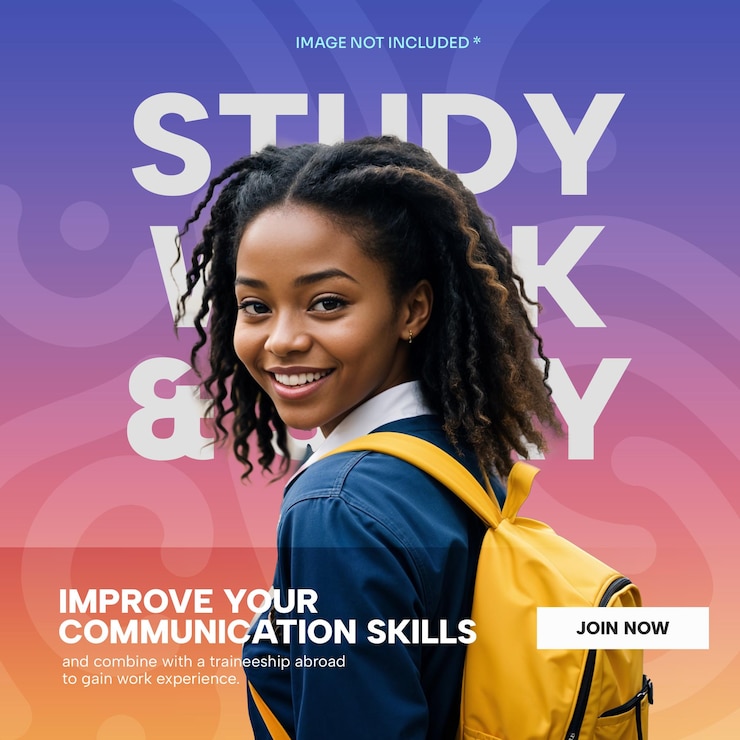 IMAGE NOT INCLUDED *
STUDY
K
&
Y
IMPROVE YOUR
COMMUNICATION SKILLS
and combine with a traineeship abroad
to gain work experience.
JOIN NOW